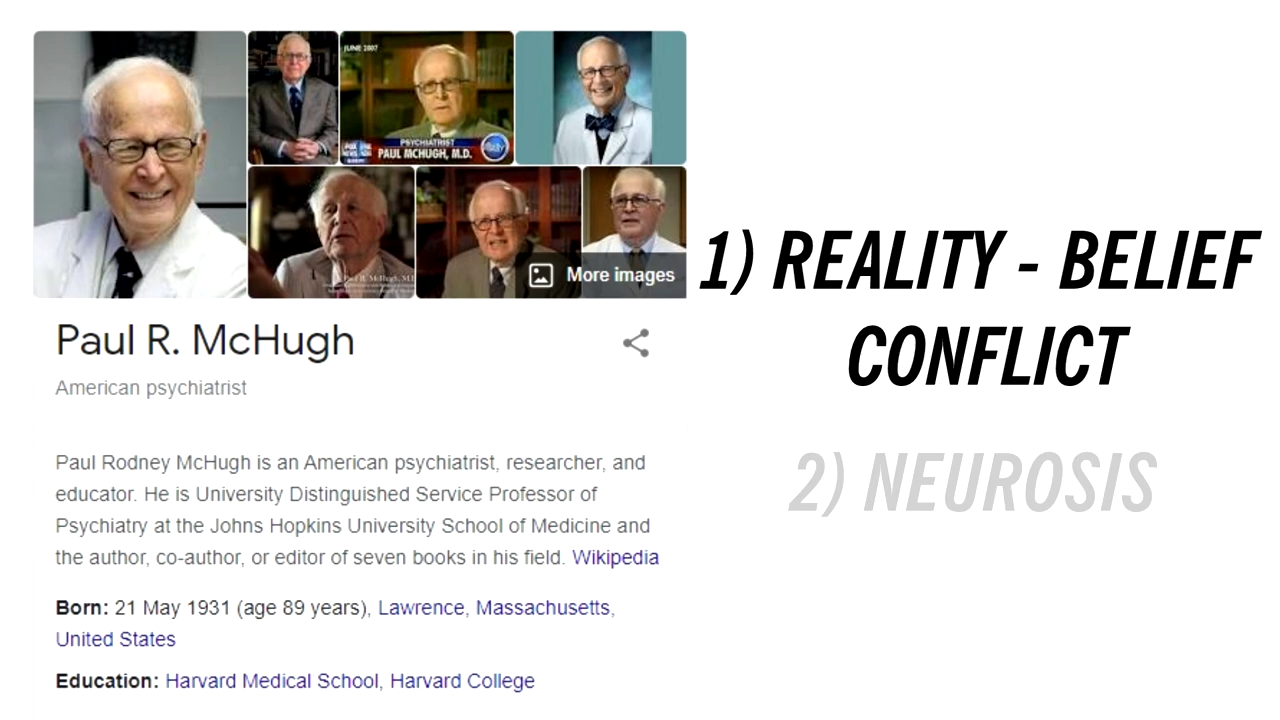 JUNE 2007
PSYCHIATRIST
PAUL MCHUGH, M.D.
More images
Paul R. McHugh
American psychiatrist
Paul Rodney McHugh is an American psychiatrist, researcher, and
educator. He is University Distinguished Service Professor of
Psychiatry at the Johns Hopkins University School of Medicine and
the author, co-author, or editor of seven books in his field. Wikipedia
Born: 21 May 1931 (age 89 years), Lawrence, Massachusetts,
United States
Education: Harvard Medical School, Harvard College
1) REALITY - BELIEF
CONFLICT
2) NEUROSIS